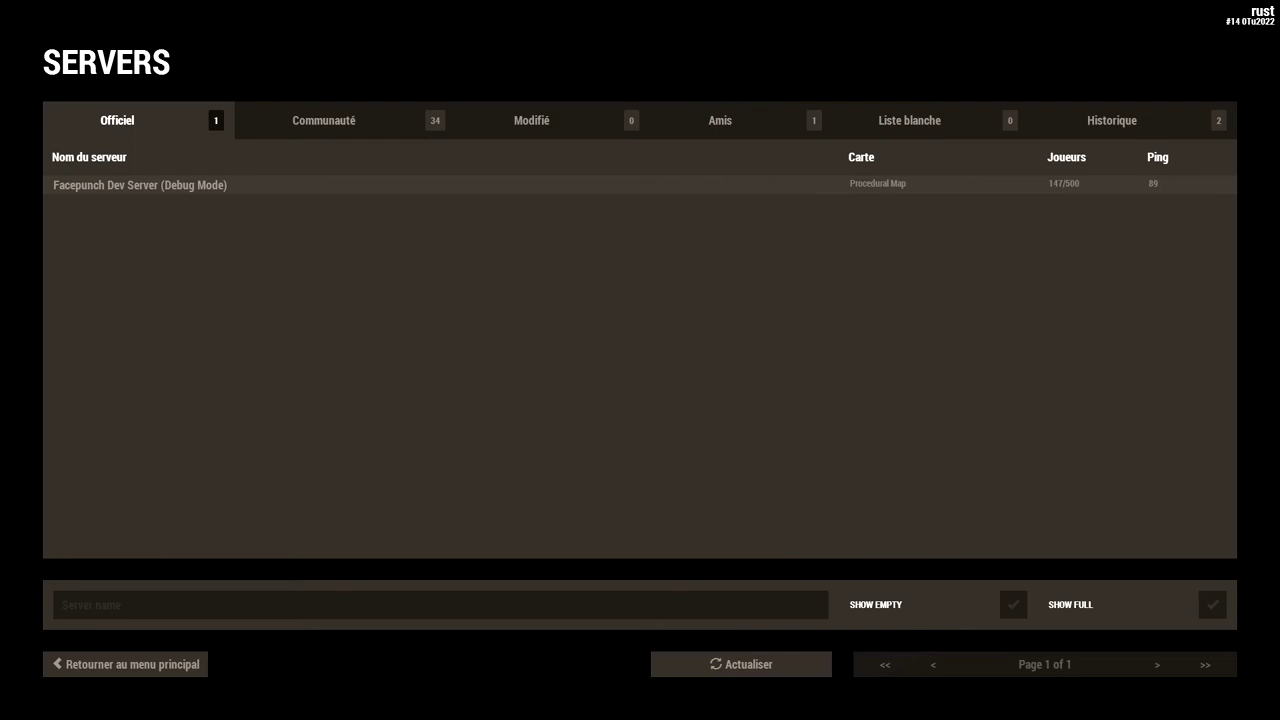 rust
#14 0Tu2022
SERVERS
Officiel 1 Communauté 34 Modifié 0 Amis 1 Liste blanche 0 Historique 2
Nom du serveur Carte Joueurs Ping
Facepunch Dev Server (Debug Mode) Procedural Map 147/500 89
Server name SHOW EMPTY SHOW FULL
Retourner au menu principal Actualiser << < Page 1 of 1 > >>